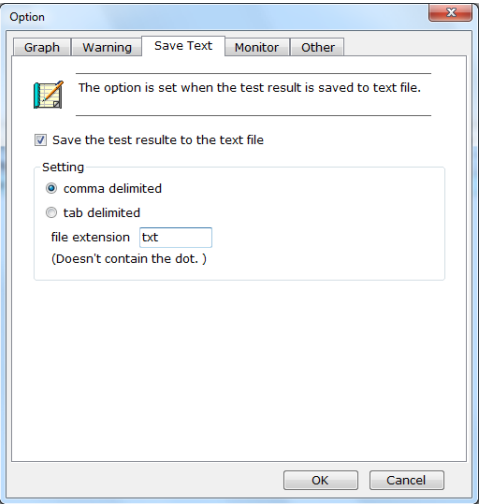 Option
Graph Warning Save Text Monitor Other
The option is set when the test result is saved to text file.
Save the test resulte to the text file
Setting
comma delimited
tab delimited
file extension txt
(Doesn't contain the dot. )
OK Cancel